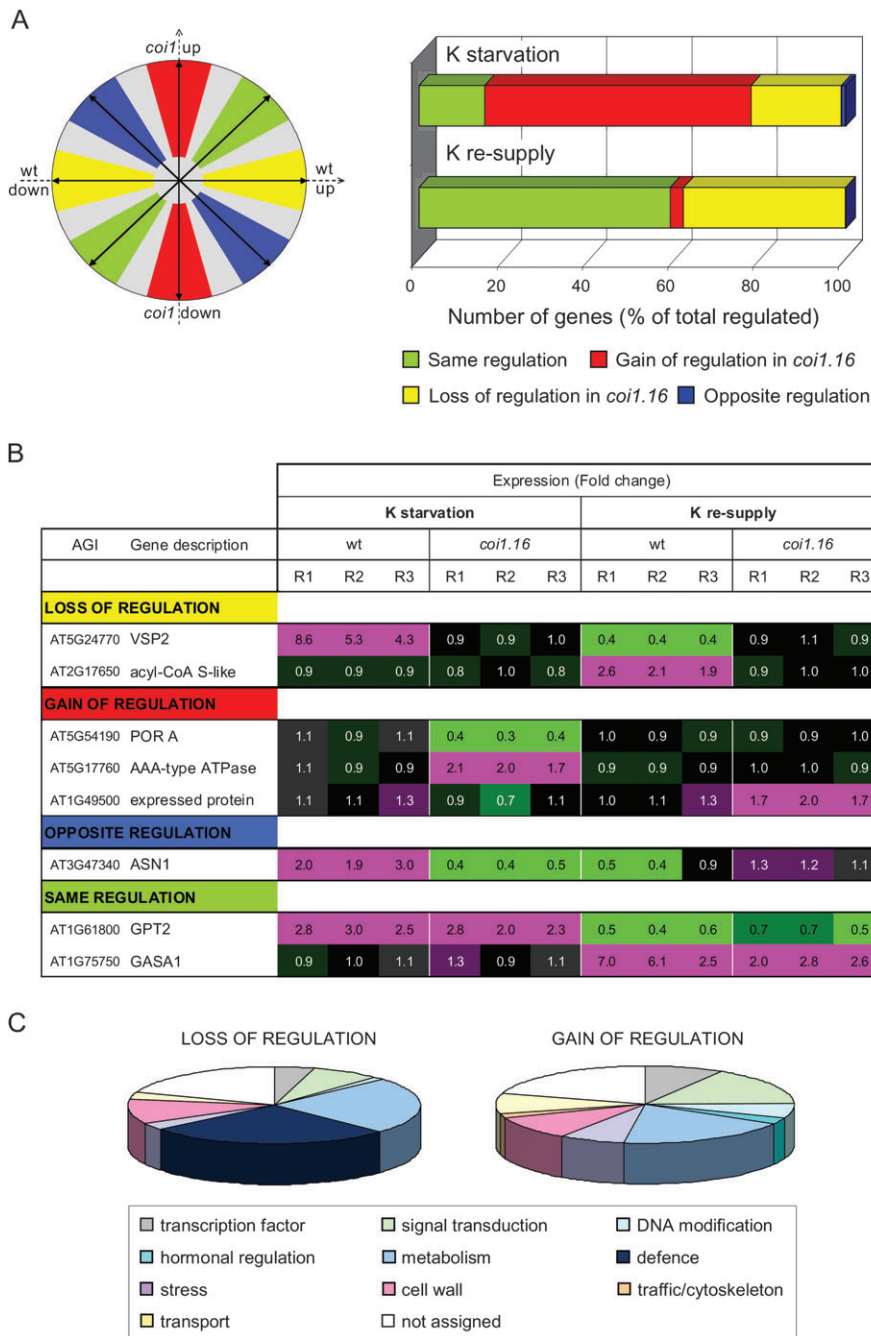 A
coi1 up
wt down
wt up
coi1 down
K starvation
K re-supply
0 20 40 60 80 100
Number of genes (% of total regulated)
Same regulation Gain of regulation in coi1.16
Loss of regulation in coi1.16 Opposite regulation
B
Expression (Fold change)
K starvation K re-supply
AGI Gene description wt coi1.16 wt coi1.16
R1 R2 R3 R1 R2 R3 R1 R2 R3 R1 R2 R3
LOSS OF REGULATION
AT5G24770 VSP2 8.6 5.3 4.3 0.9 0.9 1.0 0.4 0.4 0.4 0.9 1.1 0.9
AT2G17650 acyl-CoA S-like 0.9 0.9 0.9 0.8 1.0 0.8 2.6 2.1 1.9 0.9 1.0 1.0
GAIN OF REGULATION
AT5G54190 POR A 1.1 0.9 1.1 0.4 0.3 0.4 1.0 0.9 0.9 0.9 0.9 1.0
AT5G17760 AAA-type ATPase 1.1 0.9 0.9 2.1 2.0 1.7 0.9 0.9 0.9 1.0 1.0 0.9
AT1G49500 expressed protein 1.1 1.1 1.3 0.9 0.7 1.1 1.0 1.1 1.3 1.7 2.0 1.7
OPPOSITE REGULATION
AT3G47340 ASN1 2.0 1.9 3.0 0.4 0.4 0.5 0.5 0.4 0.9 1.3 1.2 1.1
SAME REGULATION
AT1G61800 GPT2 2.8 3.0 2.5 2.8 2.0 2.3 0.5 0.4 0.6 0.7 0.7 0.5
AT1G75750 GASA1 0.9 1.0 1.1 1.3 0.9 1.1 7.0 6.1 2.5 2.0 2.8 2.6
C
LOSS OF REGULATION GAIN OF REGULATION
transcription factor signal transduction DNA modification
hormonal regulation metabolism defence
stress cell wall traffic/cytoskeleton
transport not assigned